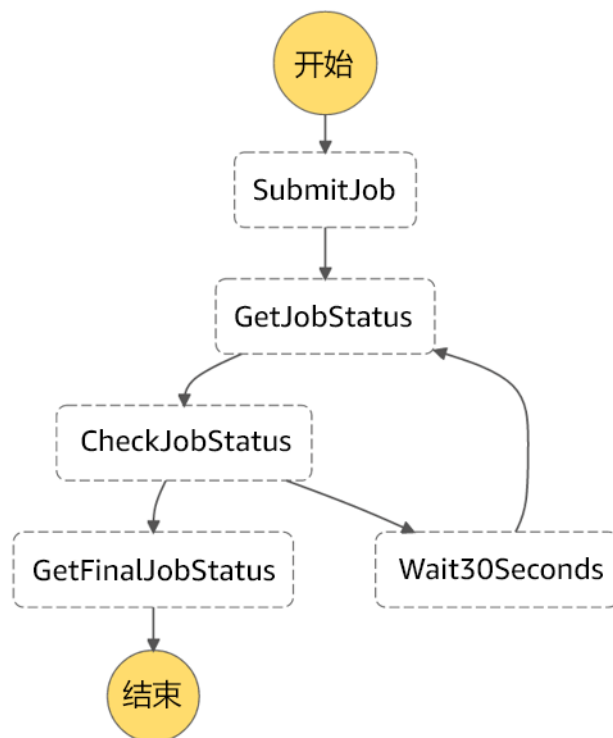 开始
SubmitJob
GetJobStatus
CheckJobStatus
GetFinalJobStatus
Wait30Seconds
结束